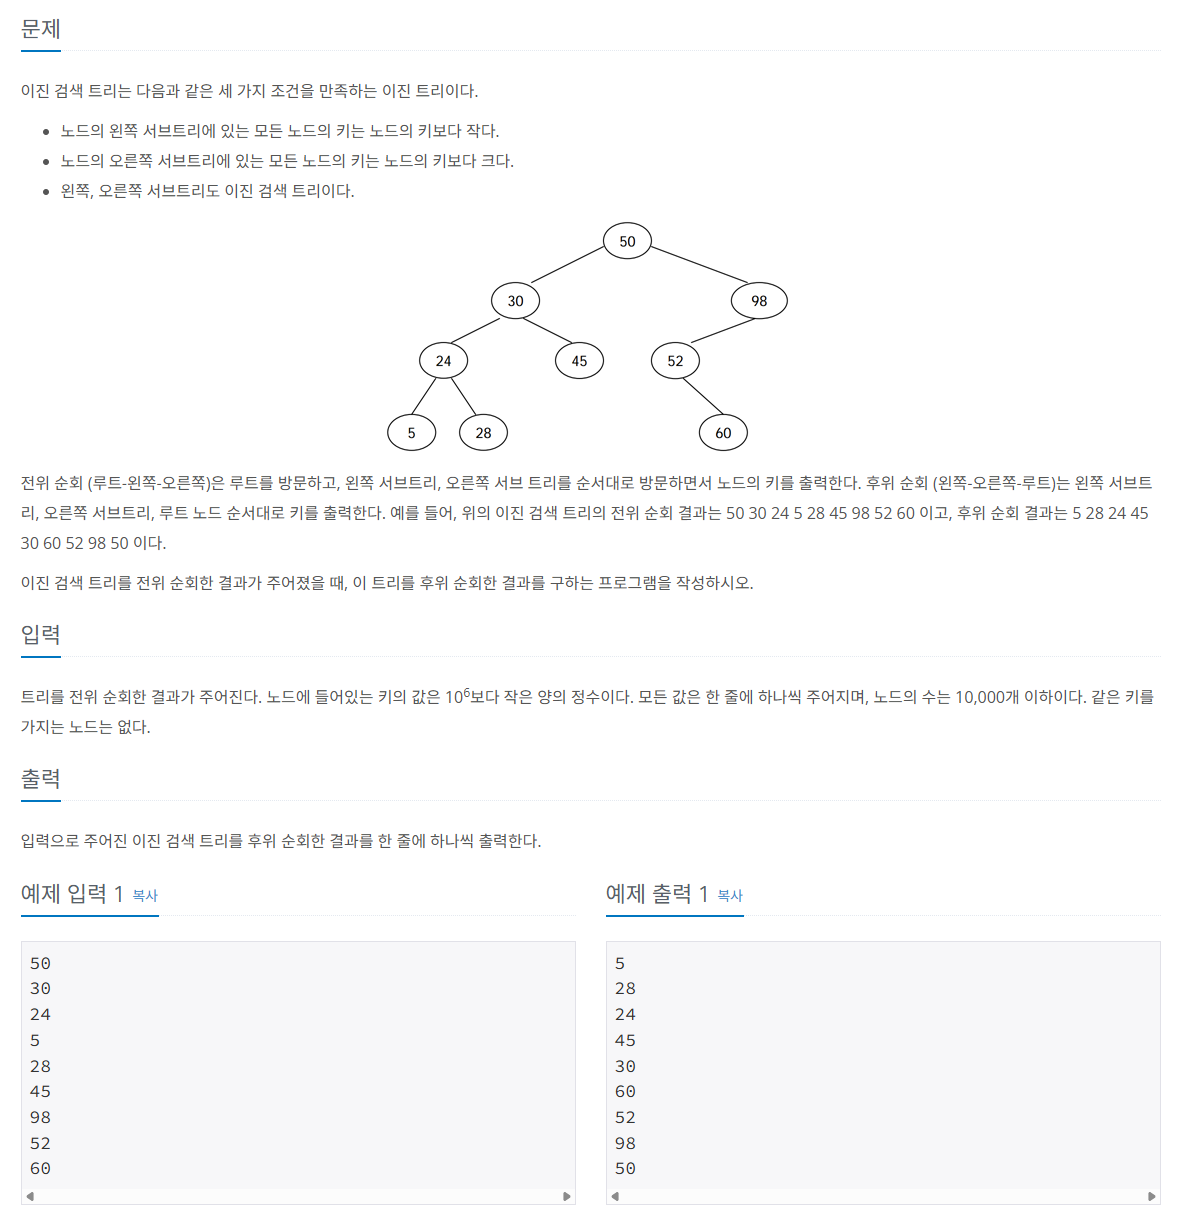 문제
이진 검색 트리는 다음과 같은 세 가지 조건을 만족하는 이진 트리이다.
노드의 왼쪽 서브트리에 있는 모든 노드의 키는 노드의 키보다 작다.
노드의 오른쪽 서브트리에 있는 모든 노드의 키는 노드의 키보다 크다.
왼쪽, 오른쪽 서브트리도 이진 검색 트리이다.
50
30 98
24 45 52
5 28 60
전위 순회 (루트-왼쪽-오른쪽)은 루트를 방문하고, 왼쪽 서브트리, 오른쪽 서브 트리를 순서대로 방문하면서 노드의 키를 출력한다. 후위 순회 (왼쪽-오른쪽-루트)는 왼쪽 서브트
리, 오른쪽 서브트리, 루트 노드 순서대로 키를 출력한다. 예를 들어, 위의 이진 검색 트리의 전위 순회 결과는 50 30 24 5 28 45 98 52 60 이고, 후위 순회 결과는 5 28 24 45
30 60 52 98 50 이다.
이진 검색 트리를 전위 순회한 결과가 주어졌을 때, 이 트리를 후위 순회한 결과를 구하는 프로그램을 작성하시오.
입력
트리를 전위 순회한 결과가 주어진다. 노드에 들어있는 키의 값은 10⁶보다 작은 양의 정수이다. 모든 값은 한 줄에 하나씩 주어지며, 노드의 수는 10,000개 이하이다. 같은 키를
가지는 노드는 없다.
출력
입력으로 주어진 이진 검색 트리를 후위 순회한 결과를 한 줄에 하나씩 출력한다.
예제 입력 1 복사
50
30
24
5
28
45
98
52
60
예제 출력 1 복사
5
28
24
45
30
60
52
98
50